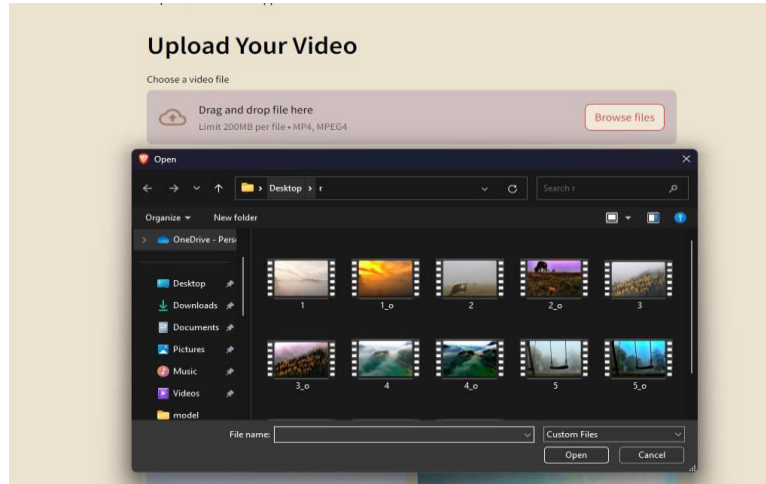 Upload Your Video
Choose a video file
Drag and drop file here
Limit 200MB per file • MP4, MPEG4
Browse files
Open
Desktop › r
Search r
Organize
New folder
OneDrive - Pers
Desktop
Downloads
Documents
Pictures
Music
Videos
model
1
1_o
2
2_o
3
3_o
4
4_o
5
5_o
File name:
Custom Files
Open
Cancel